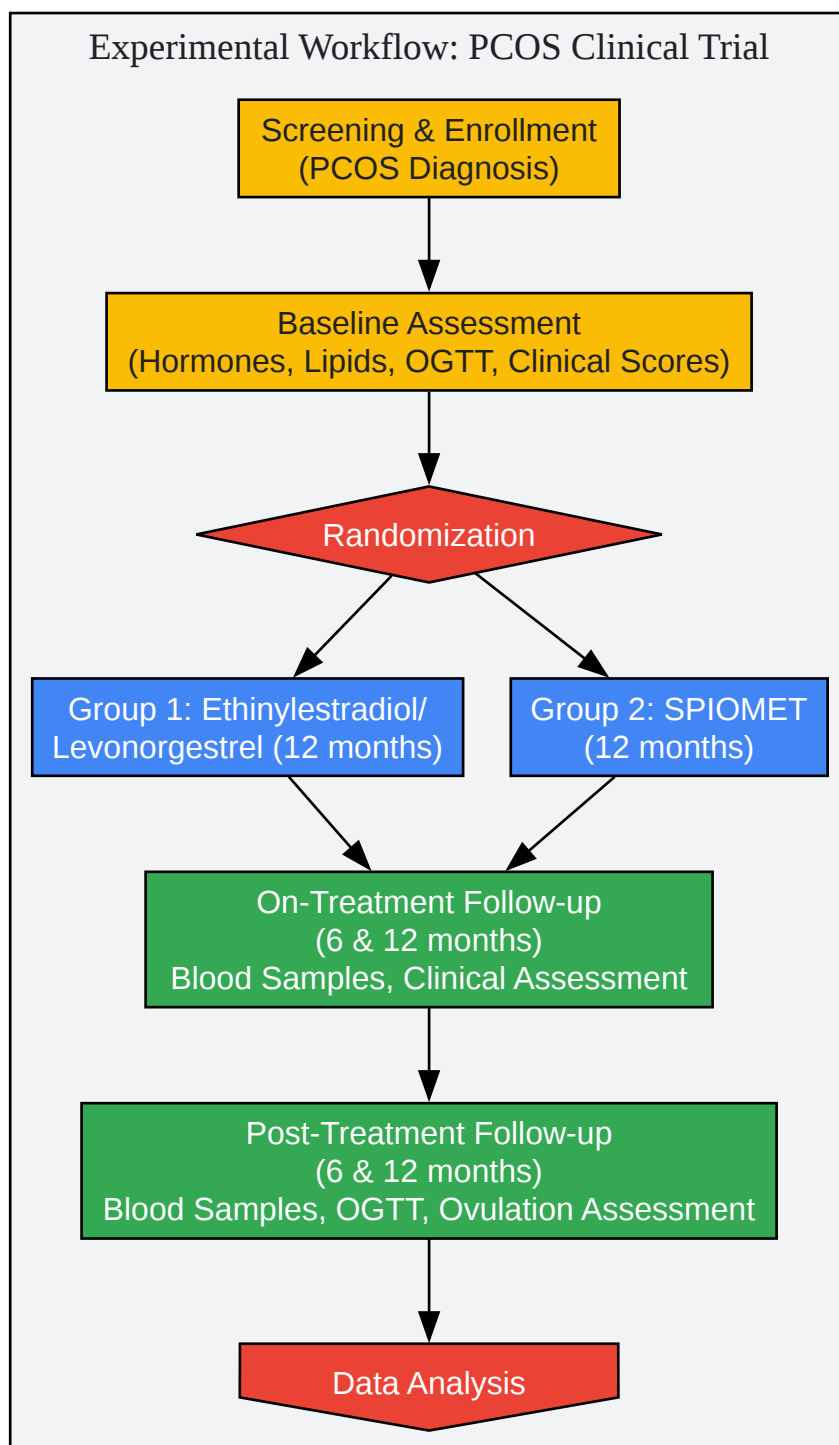 Experimental Workflow: PCOS Clinical Trial
Screening & Enrollment
(PCOS Diagnosis)
Baseline Assessment
(Hormones, Lipids, OGTT, Clinical Scores)
Randomization
Group 1: Ethinylestradiol/
Levonorgestrel (12 months)
Group 2: SPIOMET
(12 months)
On-Treatment Follow-up
(6 & 12 months)
Blood Samples, Clinical Assessment
Post-Treatment Follow-up
(6 & 12 months)
Blood Samples, OGTT, Ovulation Assessment
Data Analysis